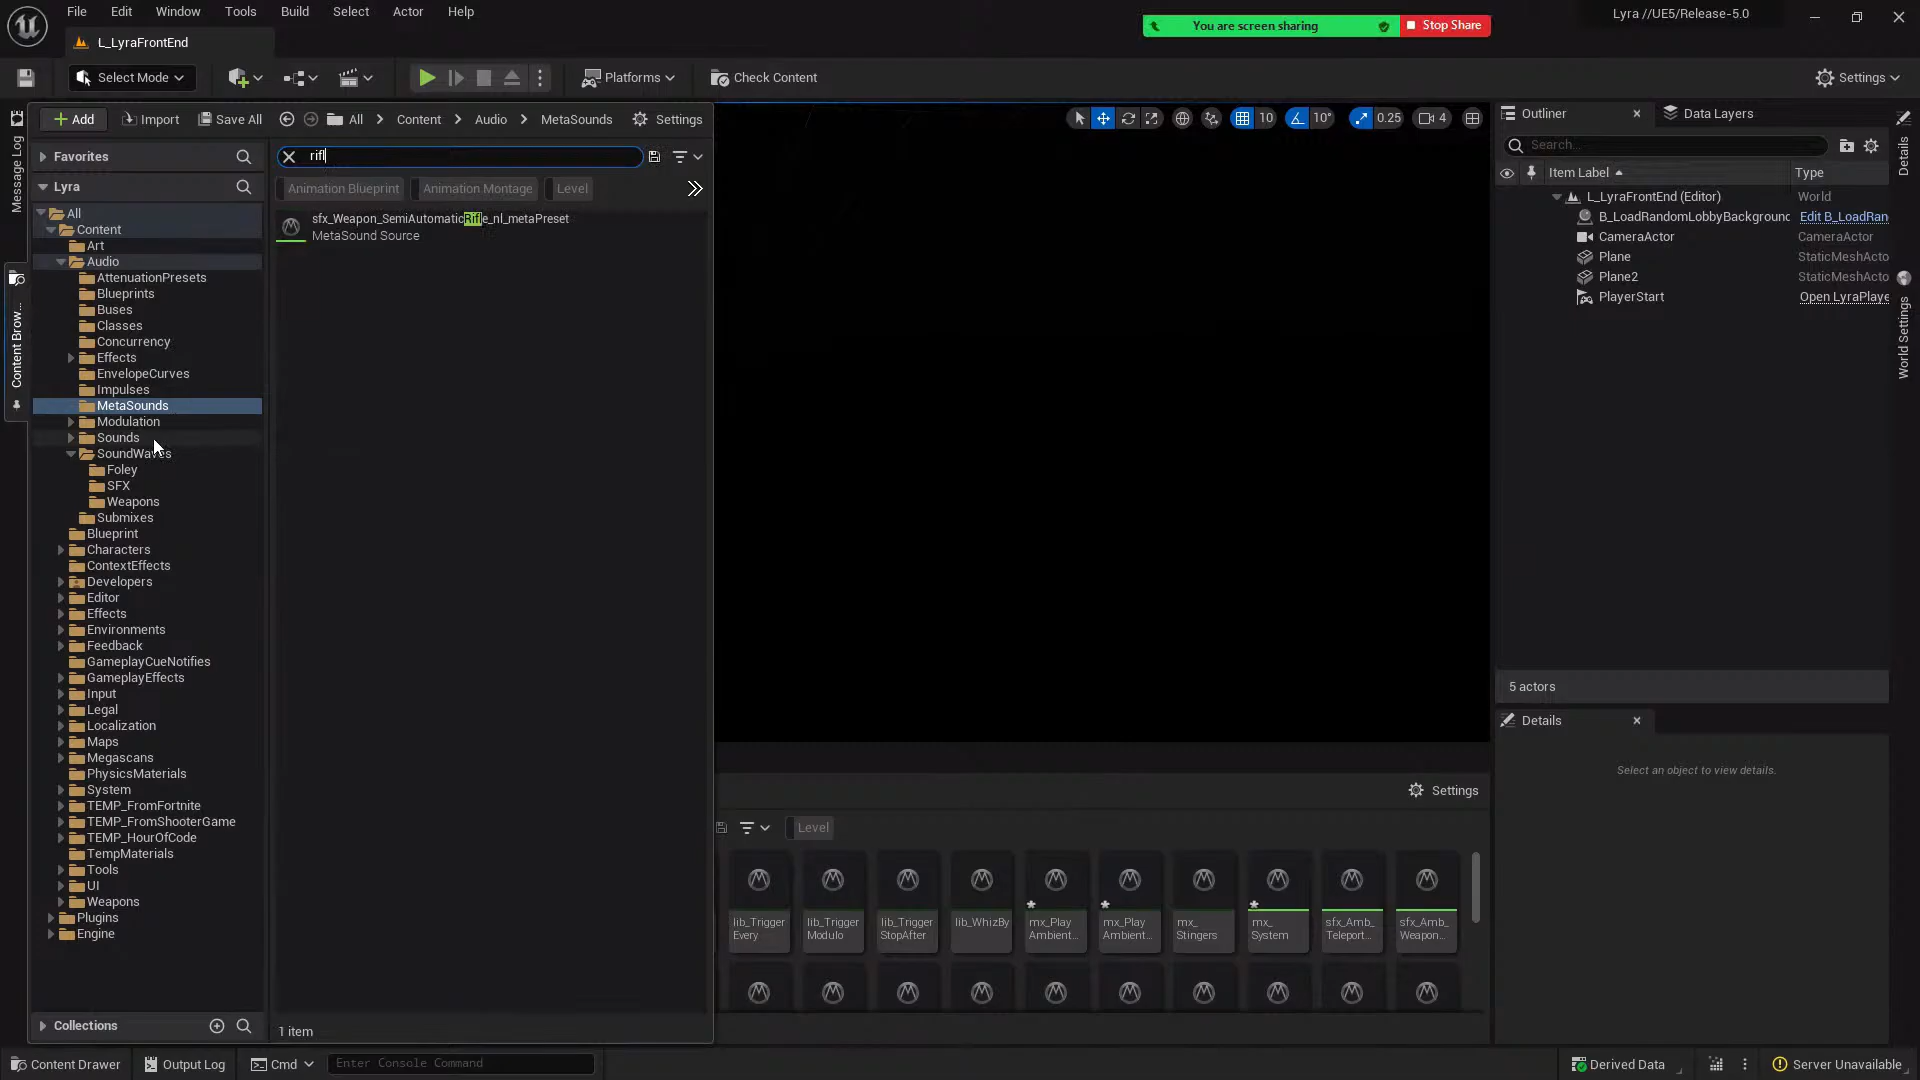 File Edit Window Tools Build Select Actor Help
You are screen sharing Stop Share
Lyra //UE5/Release-5.0
L_LyraFrontEnd
Select Mode
Platforms
Check Content
Settings
Message Log
Content Brow...
Add Import Save All All Content Audio MetaSounds Settings
Favorites
Lyra
All
Content
Art
Audio
AttenuationPresets
Blueprints
Buses
Classes
Concurrency
Effects
EnvelopeCurves
Impulses
MetaSounds
Modulation
Sounds
SoundWaves
Foley
SFX
Weapons
Submixes
Blueprint
Characters
ContextEffects
Developers
Editor
Effects
Environments
Feedback
GameplayCueNotifies
GameplayEffects
Input
Legal
Localization
Maps
Megascans
PhysicsMaterials
System
TEMP_FromFortnite
TEMP_FromShooterGame
TEMP_HourOfCode
TempMaterials
Tools
UI
Weapons
Plugins
Engine
Collections
rifl
Animation Blueprint Animation Montage Level
sfx_Weapon_SemiAutomaticRifle_nl_metaPreset
MetaSound Source
1 item
10 10° 0.25 4
Settings
Level
lib_Trigger
Every
lib_Trigger
Modulo
lib_Trigger
StopAfter
lib_WhizBy
mx_Play
Ambient...
mx_Play
Ambient...
mx_
Stingers
mx_
System
sfx_Amb_
Teleport...
sfx_Amb_
Weapon...
Outliner Data Layers
Search...
Item Label Type
L_LyraFrontEnd (Editor) World
B_LoadRandomLobbyBackground Edit B_LoadRan
CameraActor CameraActor
Plane StaticMeshActo
Plane2 StaticMeshActo
PlayerStart Open LyraPlaye
5 actors
Details
Select an object to view details.
Details
World Settings
Content Drawer Output Log Cmd Enter Console Command
Derived Data Server Unavailable